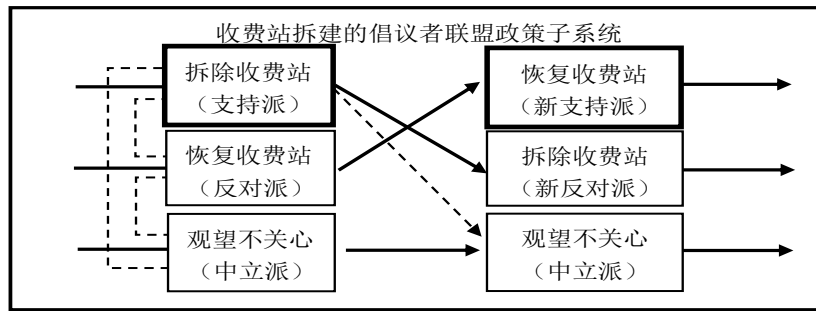 收费站拆建的倡议者联盟政策子系统
拆除收费站
（支持派）
恢复收费站
（新支持派）
恢复收费站
（反对派）
拆除收费站
（新反对派）
观望不关心
（中立派）
观望不关心
（中立派）